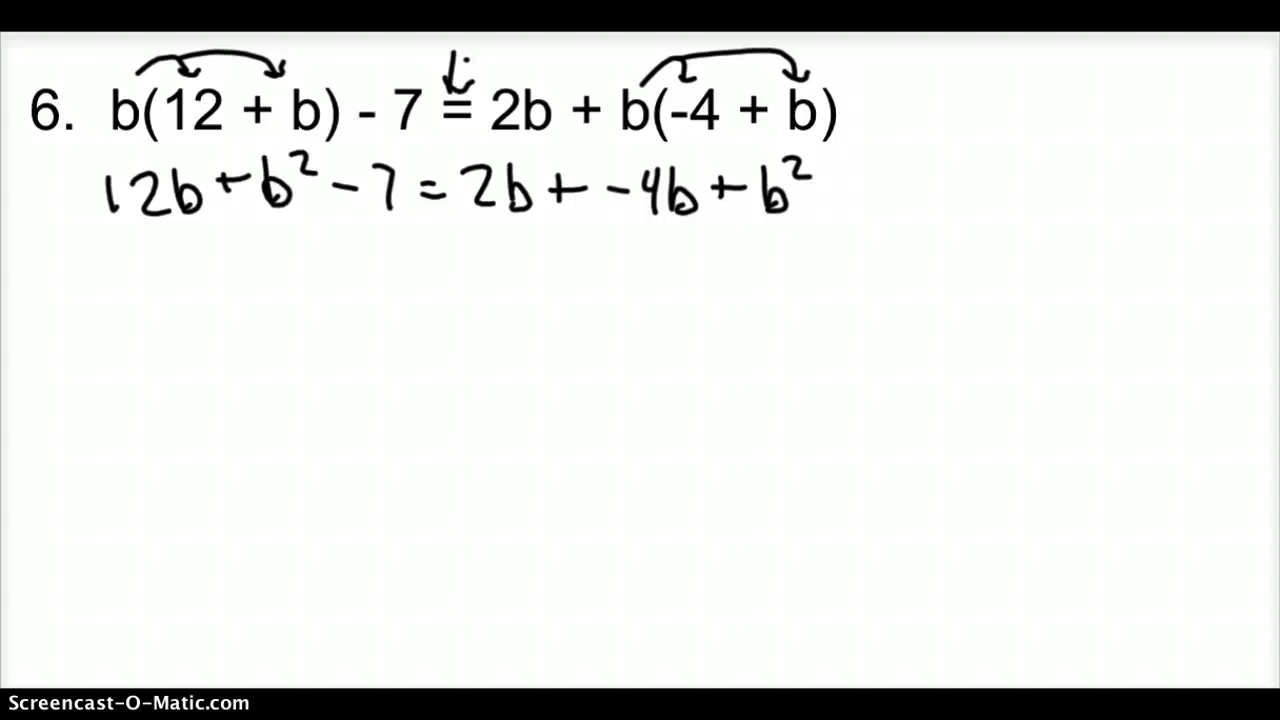 6. b(12 + b) - 7 = 2b + b(-4 + b)
12b + b² - 7 = 2b + -4b + b²
Screencast-O-Matic.com